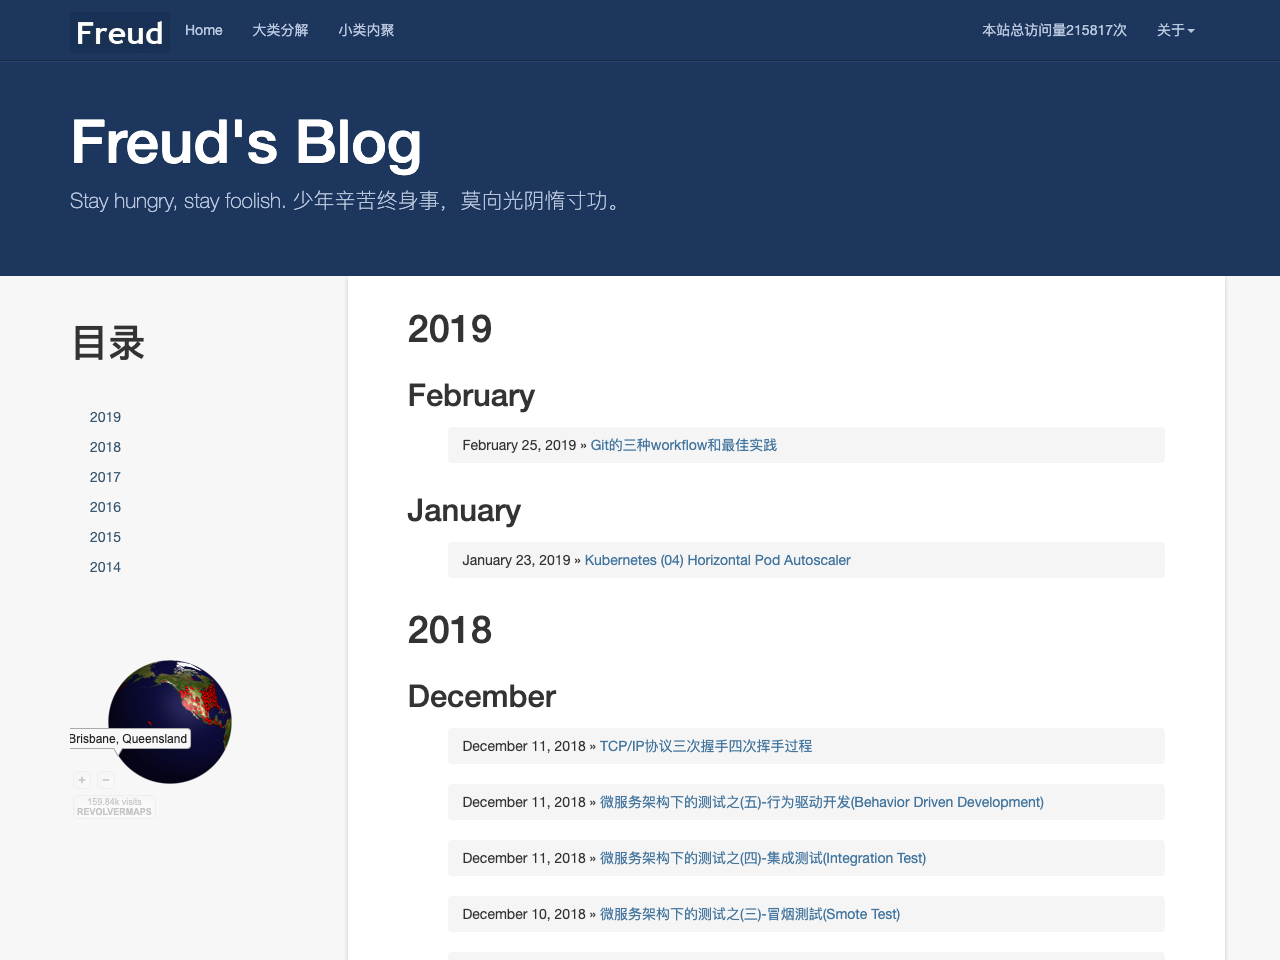 Freud Home 大类分解 小类内聚 本站总访问量215817次 关于
Freud's Blog
Stay hungry, stay foolish. 少年辛苦终身事，莫向光阴惰寸功。
目录
2019
2018
2017
2016
2015
2014
Brisbane, Queensland
+ −
159.84k visits
REVOLVERMAPS
2019
February
February 25, 2019 » Git的三种workflow和最佳实践
January
January 23, 2019 » Kubernetes (04) Horizontal Pod Autoscaler
2018
December
December 11, 2018 » TCP/IP协议三次握手四次挥手过程
December 11, 2018 » 微服务架构下的测试之(五)-行为驱动开发(Behavior Driven Development)
December 11, 2018 » 微服务架构下的测试之(四)-集成测试(Integration Test)
December 10, 2018 » 微服务架构下的测试之(三)-冒烟測試(Smote Test)